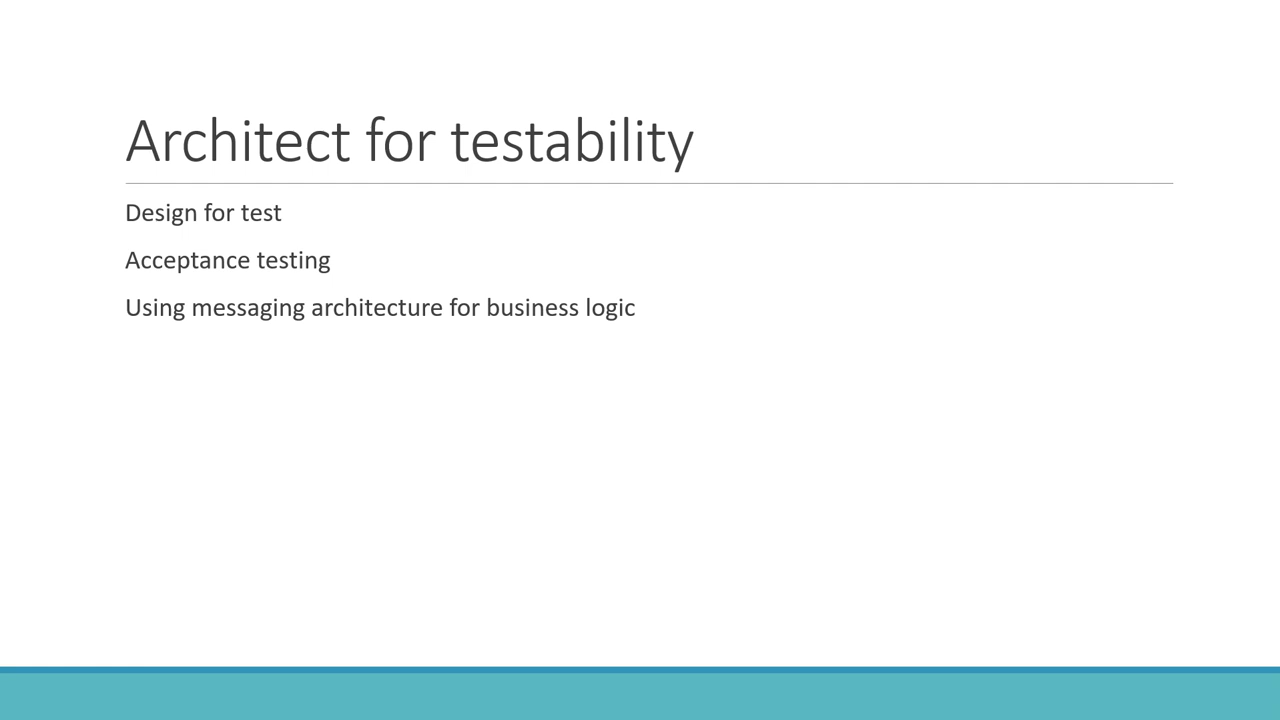 Architect for testability
Design for test
Acceptance testing
Using messaging architecture for business logic